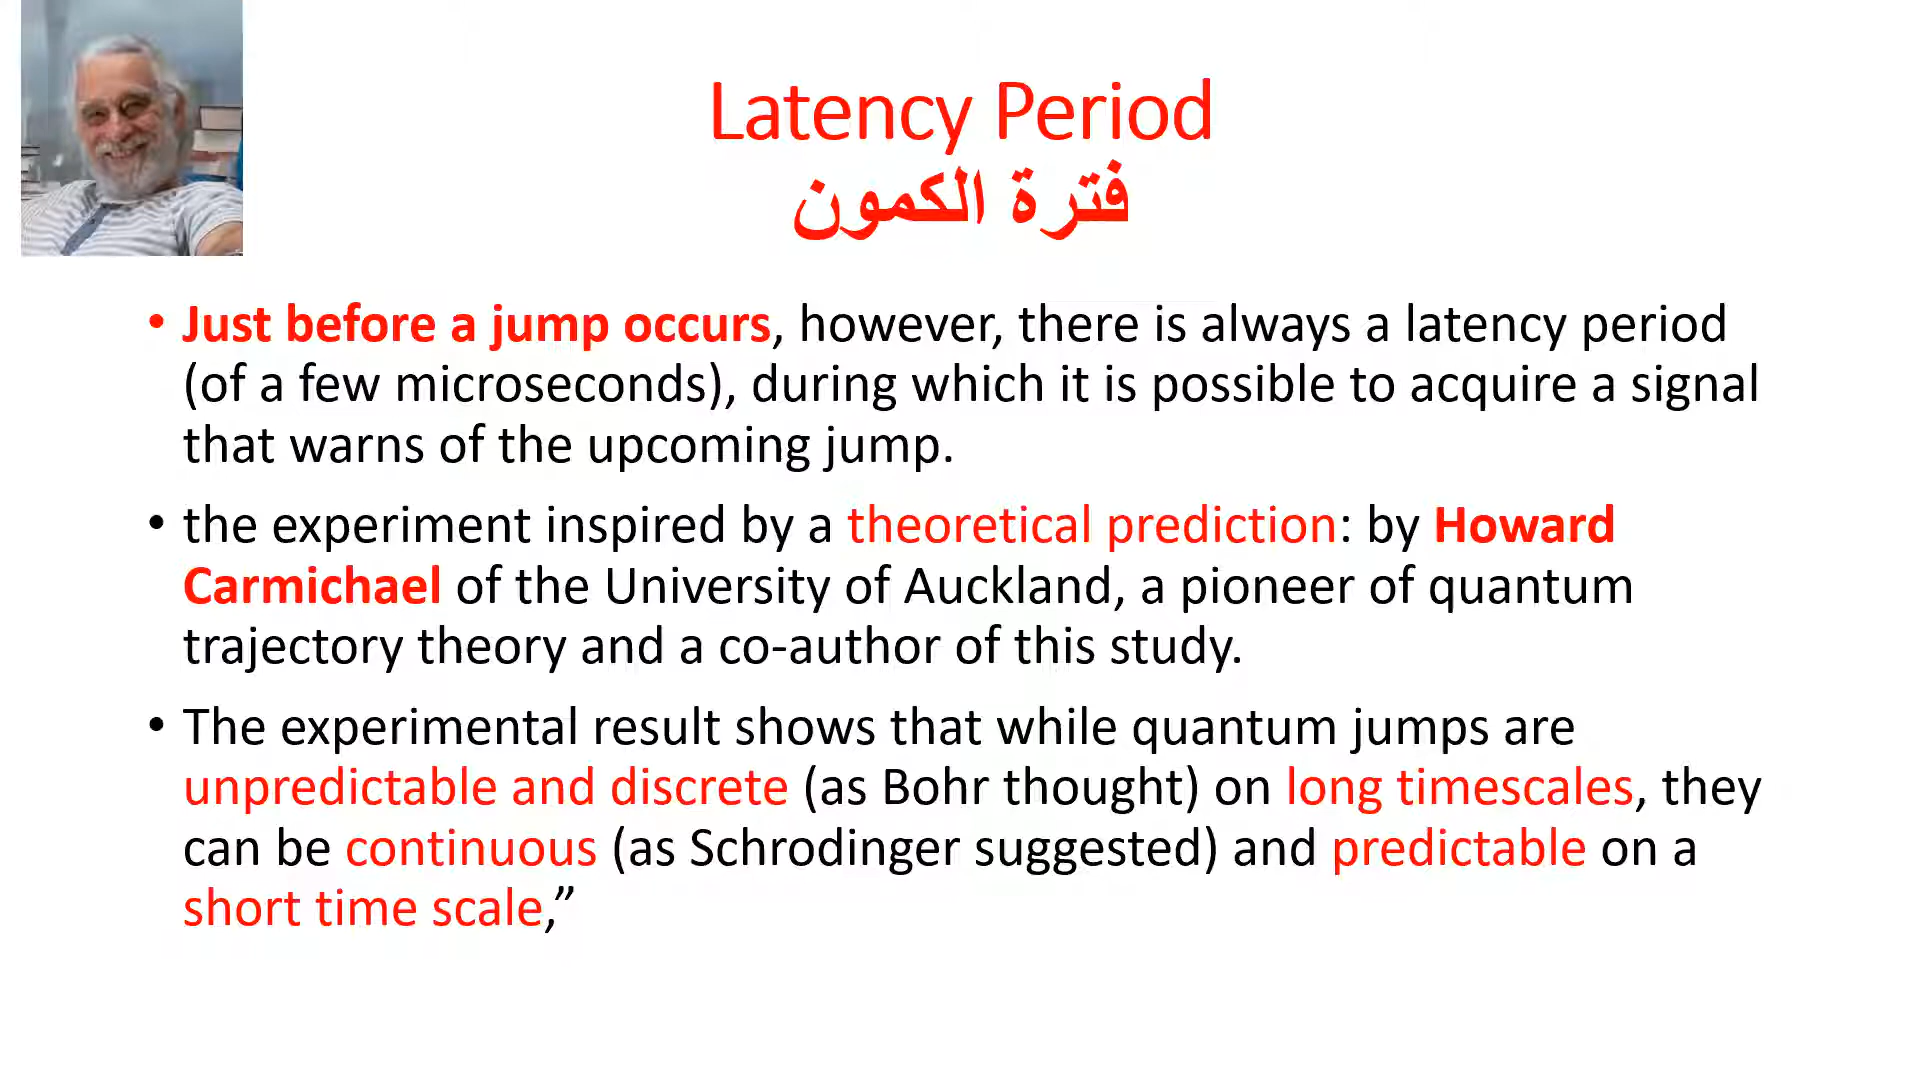 Latency Period
فترة الكمون
• Just before a jump occurs, however, there is always a latency period
(of a few microseconds), during which it is possible to acquire a signal
that warns of the upcoming jump.
• the experiment inspired by a theoretical prediction: by Howard
Carmichael of the University of Auckland, a pioneer of quantum
trajectory theory and a co-author of this study.
• The experimental result shows that while quantum jumps are
unpredictable and discrete (as Bohr thought) on long timescales, they
can be continuous (as Schrodinger suggested) and predictable on a
short time scale,”